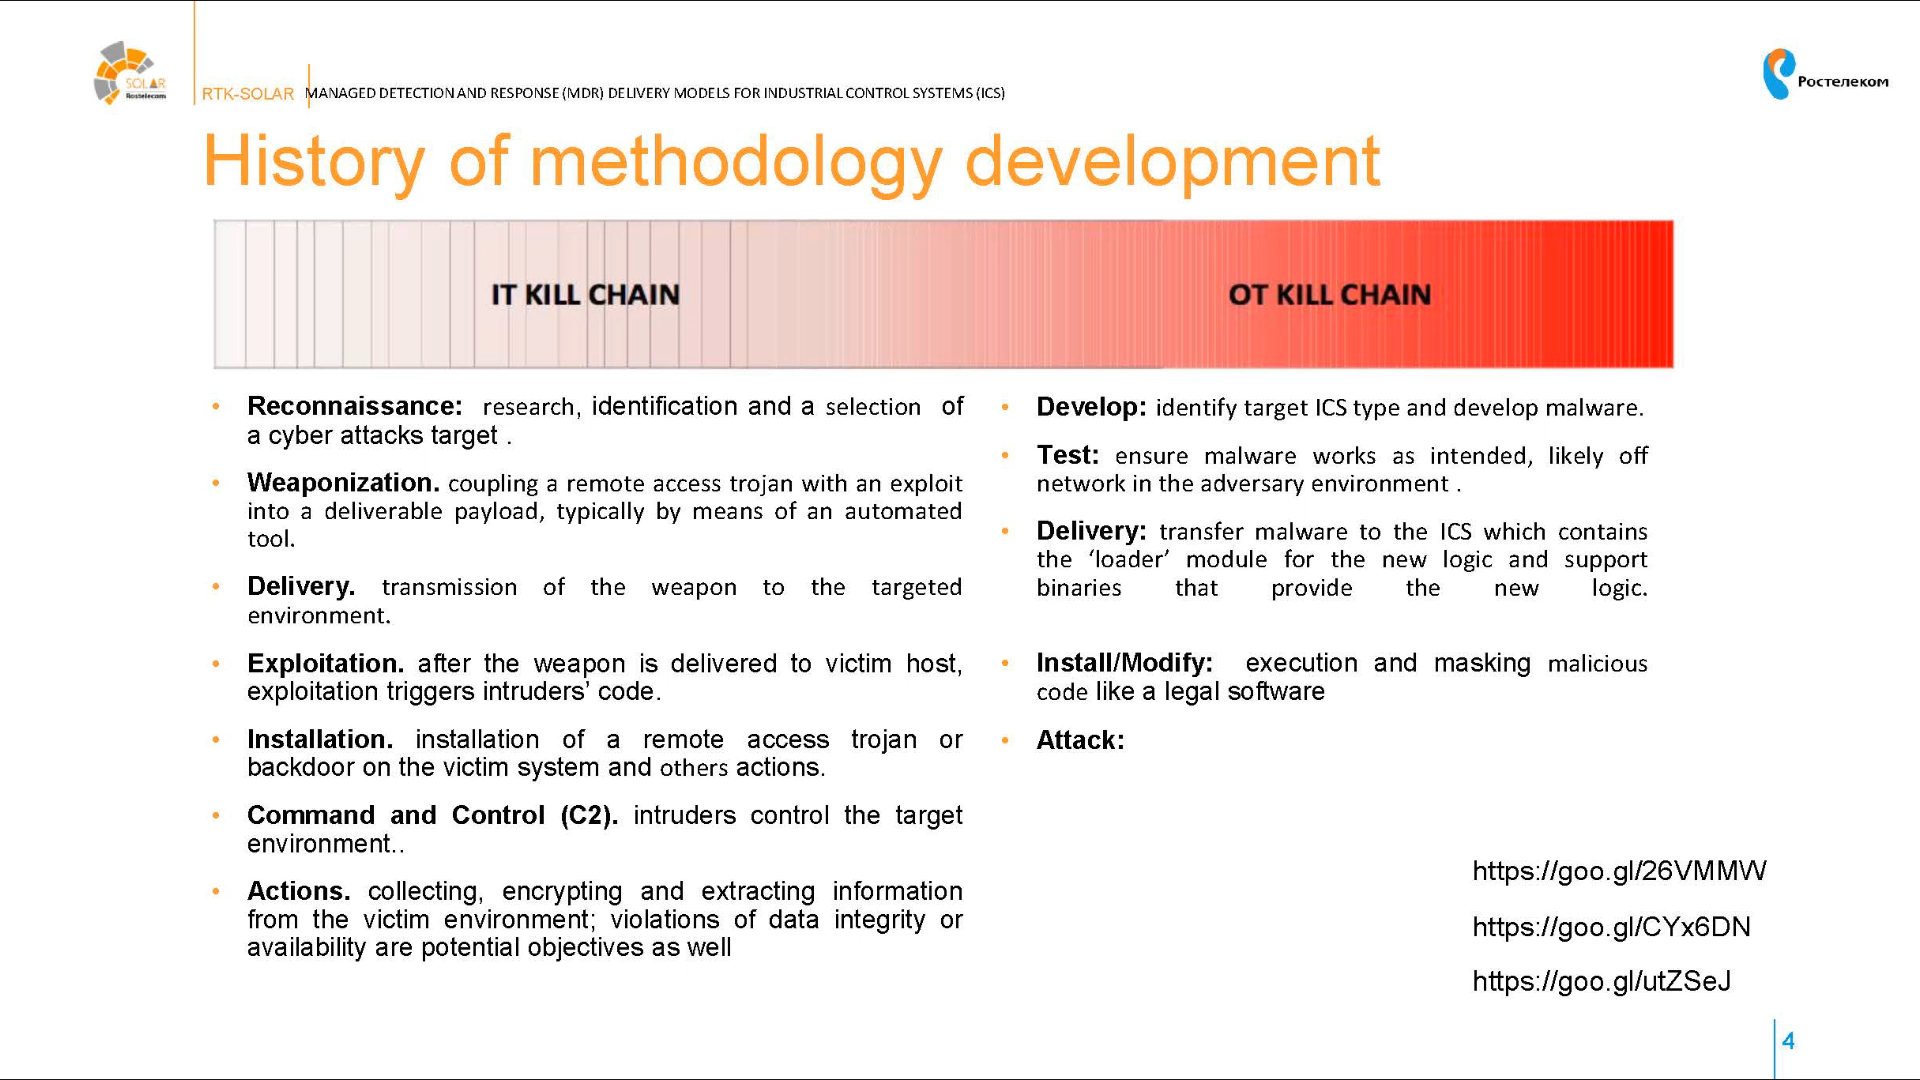 SOLAR
Rostelecom
RTK-SOLAR
MANAGED DETECTION AND RESPONSE (MDR) DELIVERY MODELS FOR INDUSTRIAL CONTROL SYSTEMS (ICS)
Ростелеком
History of methodology development
IT KILL CHAIN
OT KILL CHAIN
• Reconnaissance: research, identification and a selection of
a cyber attacks target .
• Weaponization. coupling a remote access trojan with an exploit
into a deliverable payload, typically by means of an automated
tool.
• Delivery. transmission of the weapon to the targeted
environment.
• Exploitation. after the weapon is delivered to victim host,
exploitation triggers intruders’ code.
• Installation. installation of a remote access trojan or
backdoor on the victim system and others actions.
• Command and Control (C2). intruders control the target
environment..
• Actions. collecting, encrypting and extracting information
from the victim environment; violations of data integrity or
availability are potential objectives as well
• Develop: identify target ICS type and develop malware.
• Test: ensure malware works as intended, likely off
network in the adversary environment .
• Delivery: transfer malware to the ICS which contains
the ‘loader’ module for the new logic and support
binaries that provide the new logic.
• Install/Modify: execution and masking malicious
code like a legal software
• Attack:
https://goo.gl/26VMMW
https://goo.gl/CYx6DN
https://goo.gl/utZSeJ
4